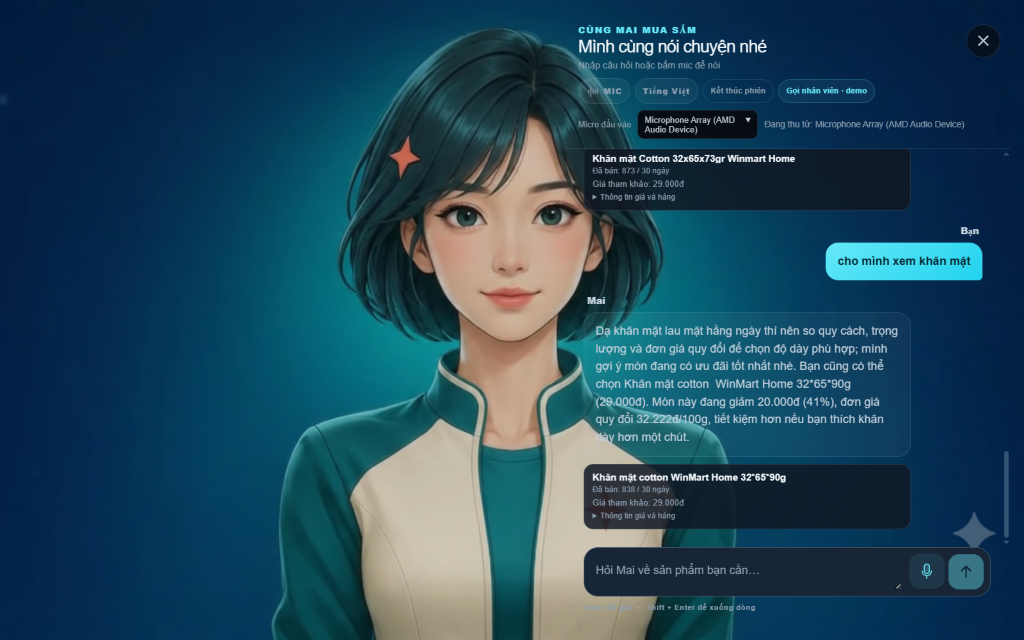 CÙNG MAI MUA SẮM
Mình cùng nói chuyện nhé
Nhập câu hỏi hoặc bấm mic để nói
MIC
Tiếng Việt
Kết thúc phiên
Gọi nhân viên · demo
Micro đầu vào
Microphone Array (AMD
Audio Device)
Đang thu từ: Microphone Array (AMD Audio Device)
Khăn mặt Cotton 32x65x73gr Winmart Home
Đã bán: 873 / 30 ngày
Giá tham khảo: 29.000đ
▸ Thông tin giá và hàng
Bạn
cho mình xem khăn mặt
Mai
Dạ khăn mặt lau mặt hằng ngày thì nên so quy cách, trọng
lượng và đơn giá quy đổi để chọn độ dày phù hợp; mình
gợi ý món đang có ưu đãi tốt nhất nhé. Bạn cũng có thể
chọn Khăn mặt cotton  WinMart Home 32*65*90g
(29.000đ). Món này đang giảm 20.000đ (41%), đơn giá
quy đổi 32.222đ/100g, tiết kiệm hơn nếu bạn thích khăn
dày hơn một chút.
Khăn mặt cotton WinMart Home 32*65*90g
Đã bán: 838 / 30 ngày
Giá tham khảo: 29.000đ
▸ Thông tin giá và hàng
Hỏi Mai về sản phẩm bạn cần...
· Shift + Enter để xuống dòng